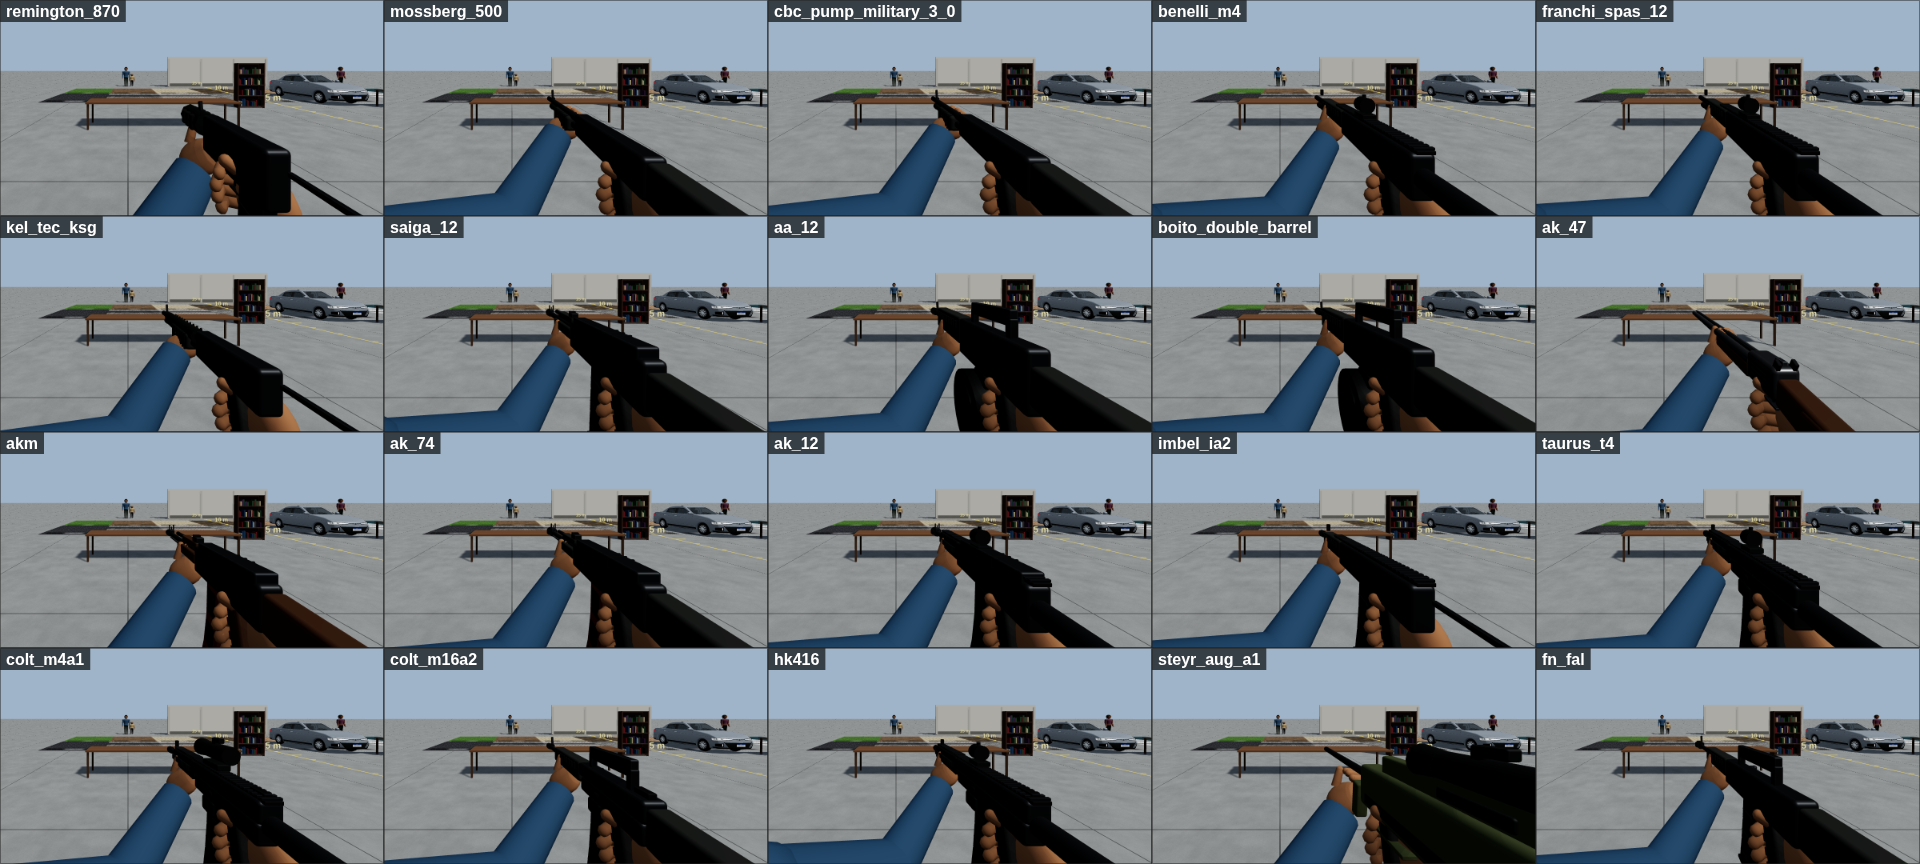 remington_870
mossberg_500
cbc_pump_military_3_0
benelli_m4
franchi_spas_12
kel_tec_ksg
saiga_12
aa_12
boito_double_barrel
ak_47
akm
ak_74
ak_12
imbel_ia2
taurus_t4
colt_m4a1
colt_m16a2
hk416
steyr_aug_a1
fn_fal